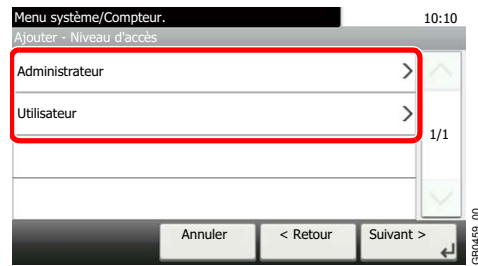 Menu système/Compteur. 10:10
Ajouter - Niveau d'accès
Administrateur
Utilisateur
1/1
Annuler < Retour Suivant >
GB0459_00